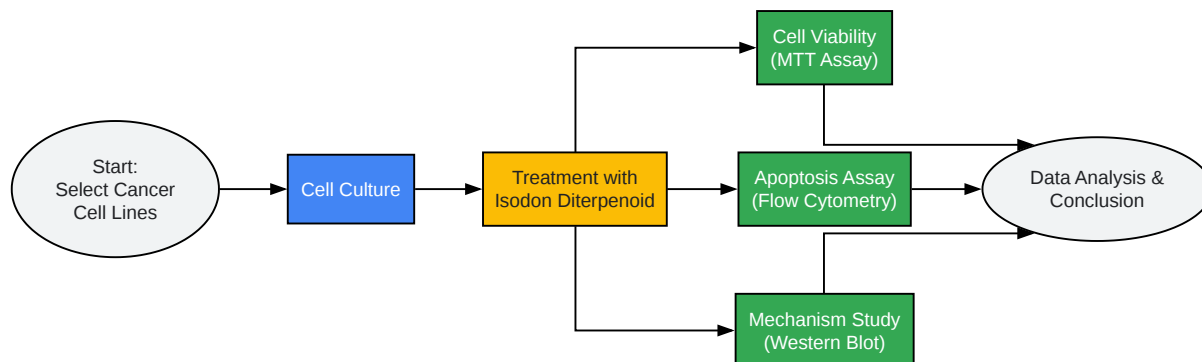 Start:
Select Cancer
Cell Lines
Cell Culture
Treatment with
Isodon Diterpenoid
Cell Viability
(MTT Assay)
Apoptosis Assay
(Flow Cytometry)
Mechanism Study
(Western Blot)
Data Analysis &
Conclusion